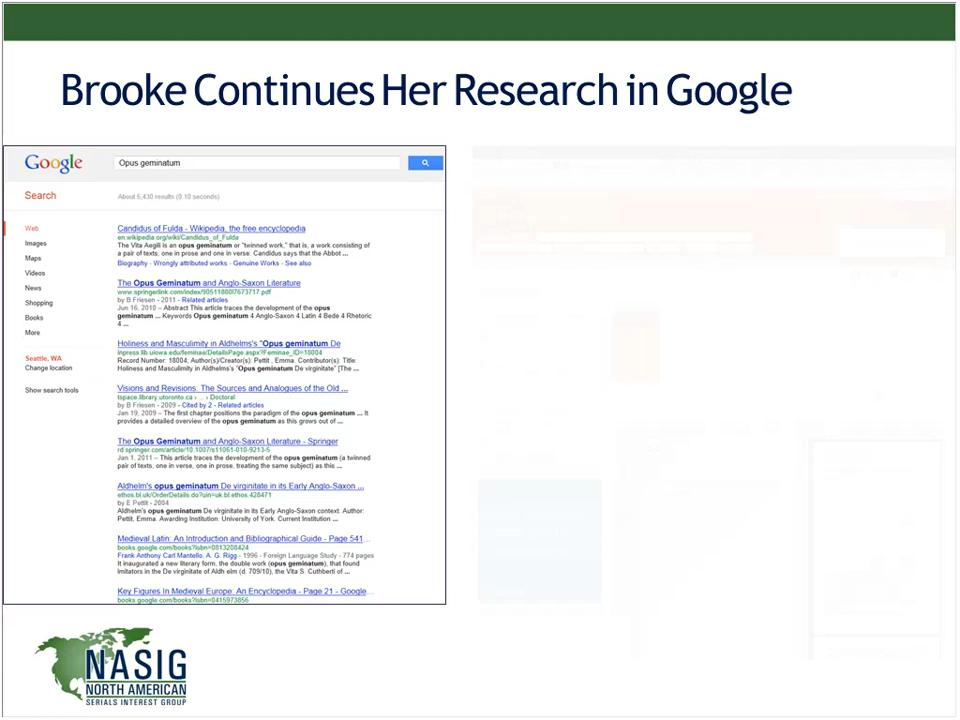 Brooke Continues Her Research in Google
Google
Opus geminatum
Search
About 5,430 results (0.10 seconds)
Web
Images
Maps
Videos
News
Shopping
Books
More
Seattle, WA
Change location
Show search tools
Candidus of Fulda - Wikipedia, the free encyclopedia
en.wikipedia.org/wiki/Candidus_of_Fulda
The Vita Aegili is an opus geminatum or "twinned work," that is, a work consisting of
a pair of texts, one in prose and one in verse. Candidus says that the Abbot ...
Biography - Wrongly attributed works - Genuine Works - See also
The Opus Geminatum and Anglo-Saxon Literature
by B Friesen - 2011 - Related articles
Jun 16, 2010 – Abstract This article traces the development of the opus
geminatum ... Keywords Opus geminatum 4 Anglo-Saxon 4 Latin 4 Bede 4 Rhetoric
4 ...
Holiness and Masculinity in Aldhelms's "Opus geminatum De
inpress.lib.uiowa.edu/feminae/DetailsPage.aspx?Feminae_ID=18004
Record Number: 18004; Author(s)/Creator(s): Pettit , Emma. Contributor(s): Title:
Holiness and Masculinity in Aldhelms's "Opus geminatum De virginitate" [The ...
Visions and Revisions: The Sources and Analogues of the Old ...
tspace.library.utoronto.ca › ... › Doctoral
by B Friesen - 2009 - Cited by 2 - Related articles
Jan 19, 2009 – The first chapter positions the paradigm of the opus geminatum ... It
provides a detailed overview of the opus geminatum as this grows out of ...
The Opus Geminatum and Anglo-Saxon Literature - Springer
rd.springer.com/article/10.1007/s11061-010-9213-5
Jan 1, 2011 – This article traces the development of the opus geminatum (a twinned
pair of texts, one in verse, one in prose, treating the same subject) as this ...
Aldhelm's opus geminatum De virginitate in its Early Anglo-Saxon ...
ethos.bl.uk/OrderDetails.do?uin=uk.bl.ethos.428471
by E Pettit - 2004
Aldhelm's opus geminatum De virginitate in its Early Anglo-Saxon context. Author:
Pettit, Emma. Awarding Institution: University of York. Current Institution ...
Medieval Latin: An Introduction and Bibliographical Guide - Page 541...
books.google.com/books?isbn=0813208424
Frank Anthony Carl Mantello, A. G. Rigg - 1996 - Foreign Language Study - 774 pages
It inaugurated a new literary form, the double work (opus geminatum), that found
imitators in the De virginitate of Aldh elm (d. 709/10), the Vita S. Cuthberti of ...
Key Figures In Medieval Europe: An Encyclopedia - Page 21 - Google...
books.google.com/books?isbn=0415973856
NASIG
NORTH AMERICAN
SERIALS INTEREST GROUP